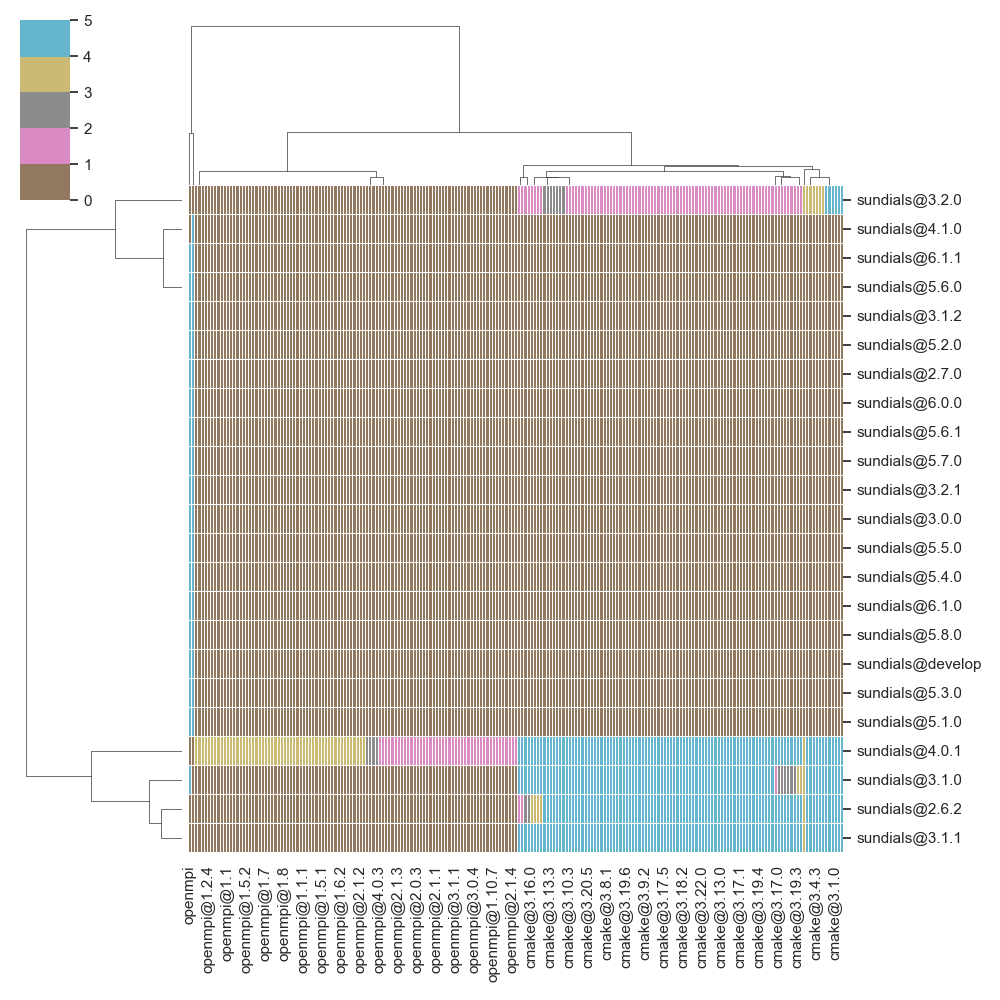 5
4
3
2
1
0
sundials@3.2.0
sundials@4.1.0
sundials@6.1.1
sundials@5.6.0
sundials@3.1.2
sundials@5.2.0
sundials@2.7.0
sundials@6.0.0
sundials@5.6.1
sundials@5.7.0
sundials@3.2.1
sundials@3.0.0
sundials@5.5.0
sundials@5.4.0
sundials@6.1.0
sundials@5.8.0
sundials@develop
sundials@5.3.0
sundials@5.1.0
sundials@4.0.1
sundials@3.1.0
sundials@2.6.2
sundials@3.1.1
openmpi
openmpi@1.2.4
openmpi@1.1
openmpi@1.5.2
openmpi@1.7
openmpi@1.8
openmpi@1.1.1
openmpi@1.5.1
openmpi@1.6.2
openmpi@2.1.2
openmpi@4.0.3
openmpi@2.1.3
openmpi@2.0.3
openmpi@2.1.1
openmpi@3.1.1
openmpi@3.0.4
openmpi@1.10.7
openmpi@2.1.4
cmake@3.16.0
cmake@3.13.3
cmake@3.10.3
cmake@3.20.5
cmake@3.8.1
cmake@3.19.6
cmake@3.9.2
cmake@3.17.5
cmake@3.18.2
cmake@3.22.0
cmake@3.13.0
cmake@3.17.1
cmake@3.19.4
cmake@3.17.0
cmake@3.19.3
cmake@3.4.3
cmake@3.1.0